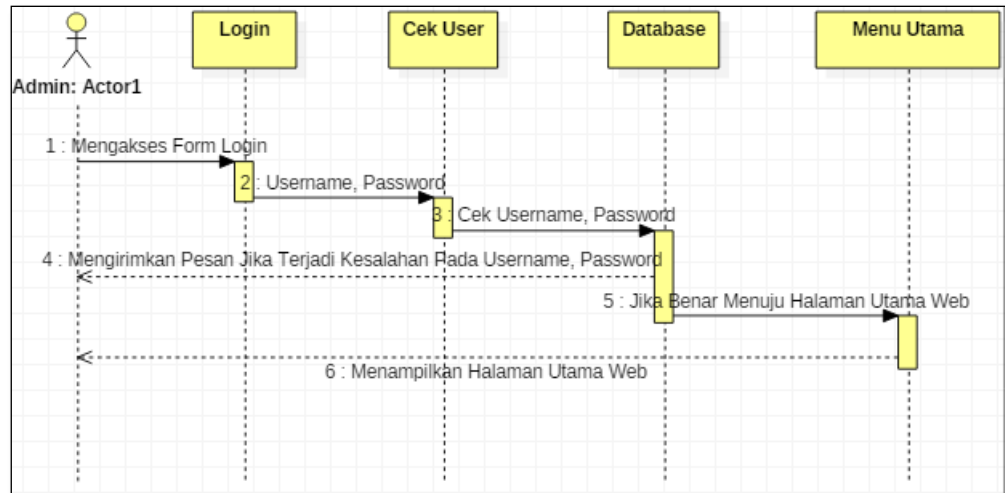 Login
Cek User
Database
Menu Utama
Admin: Actor1
1 : Mengakses Form Login
2 : Username, Password
3 : Cek Username, Password
4 : Mengirimkan Pesan Jika Terjadi Kesalahan Pada Username, Password
5 : Jika Benar Menuju Halaman Utama Web
6 : Menampilkan Halaman Utama Web